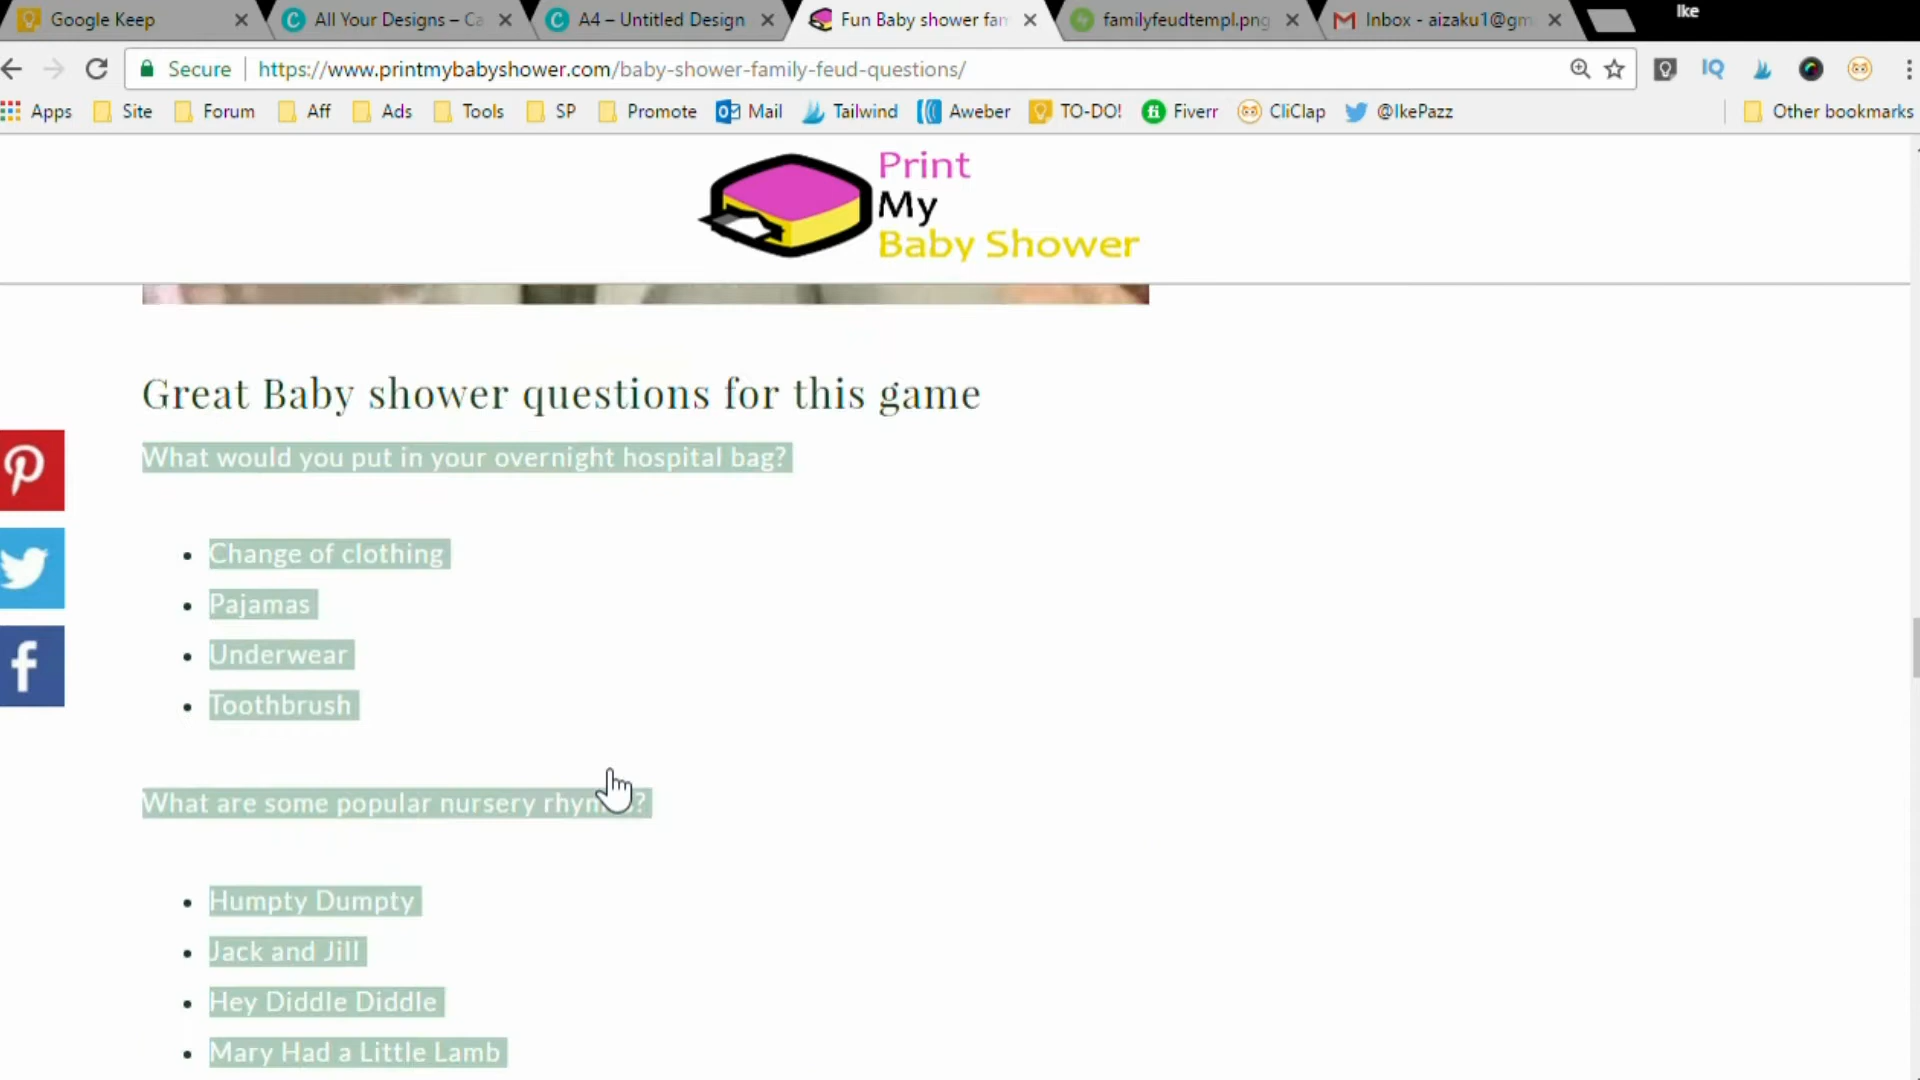 Google Keep
All Your Designs – Ca
A4 – Untitled Design
Fun Baby shower fam
familyfeudtempl.png
Inbox - aizaku1@gm
Ike
Secure
https://www.printmybabyshower.com/baby-shower-family-feud-questions/
IQ
Apps
Site
Forum
Aff
Ads
Tools
SP
Promote
Mail
Tailwind
Aweber
TO-DO!
Fiverr
CliClap
@IkePazz
Other bookmarks
Print
My
Baby Shower
Great Baby shower questions for this game
What would you put in your overnight hospital bag?
Change of clothing
Pajamas
Underwear
Toothbrush
What are some popular nursery rhymes?
Humpty Dumpty
Jack and Jill
Hey Diddle Diddle
Mary Had a Little Lamb